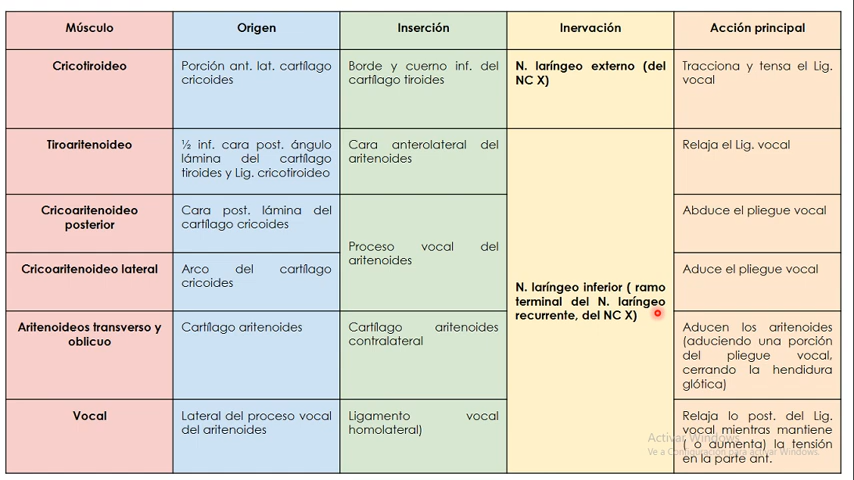 Músculo
Origen
Inserción
Inervación
Acción principal
Cricotiroideo
Porción ant. lat. cartílago
cricoides
Borde y cuerno inf. del
cartílago tiroides
N. laríngeo externo (del
NC X)
Tracciona y tensa el Lig.
vocal
Tiroaritenoideo
½ inf. cara post. ángulo
lámina del cartílago
tiroides y Lig. cricotiroideo
Cara anterolateral del
aritenoides
N. laríngeo inferior ( ramo
terminal del N. laríngeo
recurrente, del NC X)
Relaja el Lig. vocal
Cricoaritenoideo
posterior
Cara post. lámina del
cartílago cricoides
Proceso vocal del
aritenoides
Abduce el pliegue vocal
Cricoaritenoideo lateral
Arco del cartílago
cricoides
Aduce el pliegue vocal
Aritenoideos transverso y
oblicuo
Cartílago aritenoides
Cartílago aritenoides
contralateral
Aducen los aritenoides
(aduciendo una porción
del pliegue vocal,
cerrando la hendidura
glótica)
Vocal
Lateral del proceso vocal
del aritenoides
Ligamento vocal
homolateral)
Relaja lo post. del Lig.
vocal mientras mantiene
( o aumenta) la tensión
en la parte ant.
Activar Windows
Ve a Configuración para activar Windows.